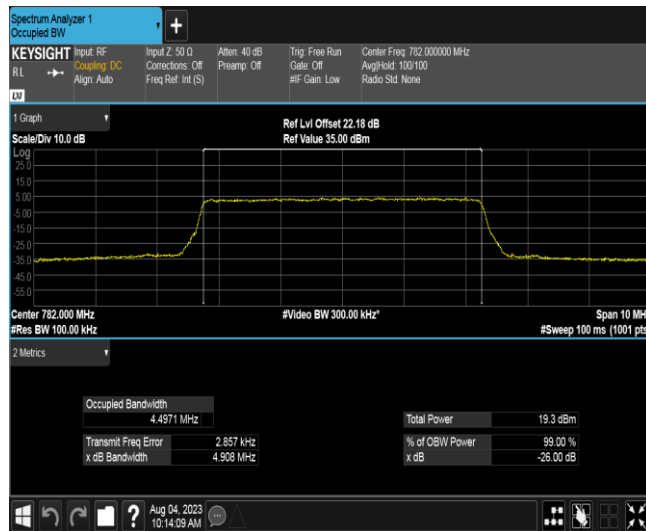 Spectrum Analyzer 1
Occupied BW
+
KEYSIGHT
RL
LXI
Input: RF
Coupling: DC
Align: Auto
Input Z: 50 Ω
Corrections: Off
Freq Ref: Int (S)
Atten: 40 dB
Preamp: Off
Trig: Free Run
Gate: Off
#IF Gain: Low
Center Freq: 782.000000 MHz
Avg|Hold: 100/100
Radio Std: None
1 Graph
Scale/Div 10.0 dB
Ref Lvl Offset 22.18 dB
Ref Value 35.00 dBm
Log
25.0
15.0
5.00
-5.00
-15.0
-25.0
-35.0
-45.0
-55.0
Center 782.000 MHz
#Res BW 100.00 kHz
#Video BW 300.00 kHz*
Span 10 MH
#Sweep 100 ms (1001 pts
2 Metrics
Occupied Bandwidth
4.4971 MHz
Transmit Freq Error 2.857 kHz
x dB Bandwidth 4.908 MHz
Total Power 19.3 dBm
% of OBW Power 99.00 %
x dB -26.00 dB
?
Aug 04, 2023
10:14:09 AM